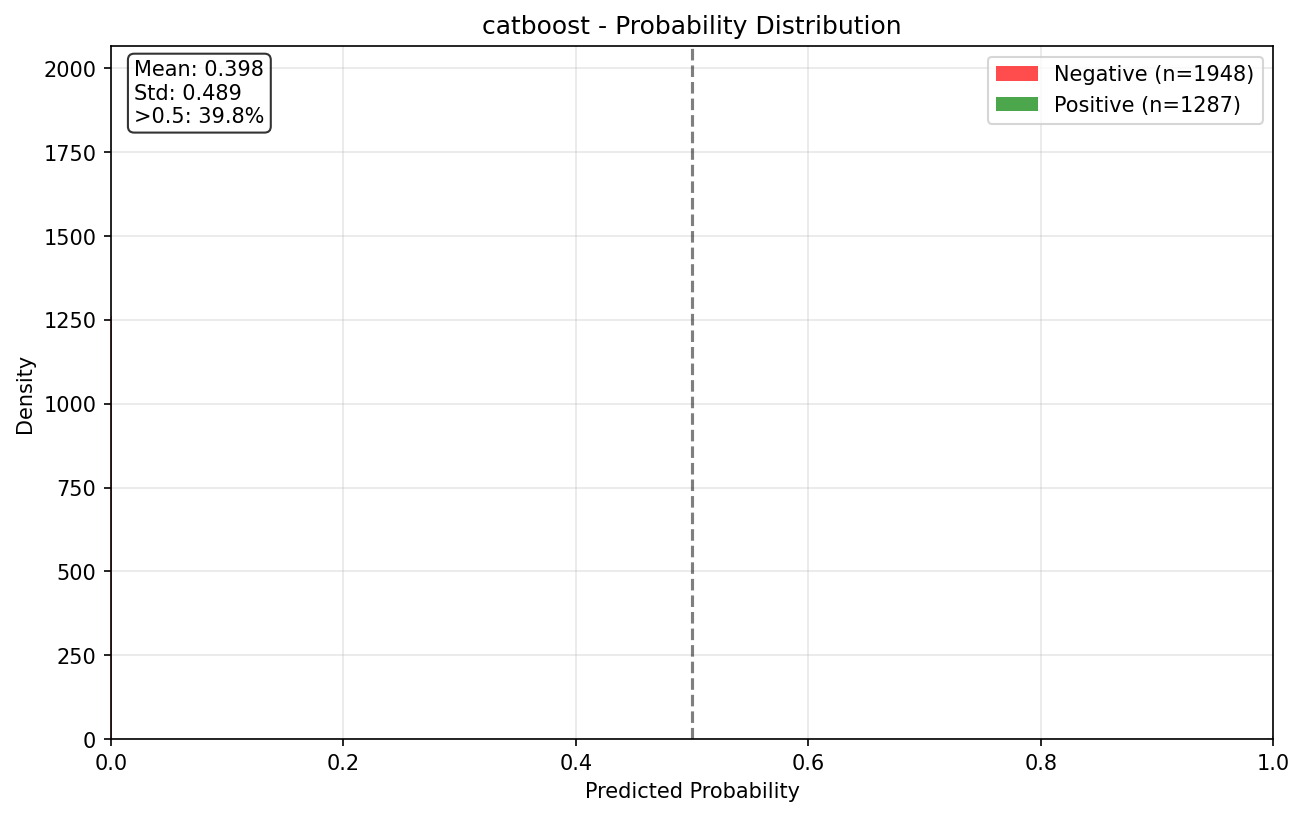 catboost - Probability Distribution
Mean: 0.398
Std: 0.489
>0.5: 39.8%
Negative (n=1948)
Positive (n=1287)
2000
1750
1500
1250
1000
750
500
250
0
Density
0.0 0.2 0.4 0.6 0.8 1.0
Predicted Probability